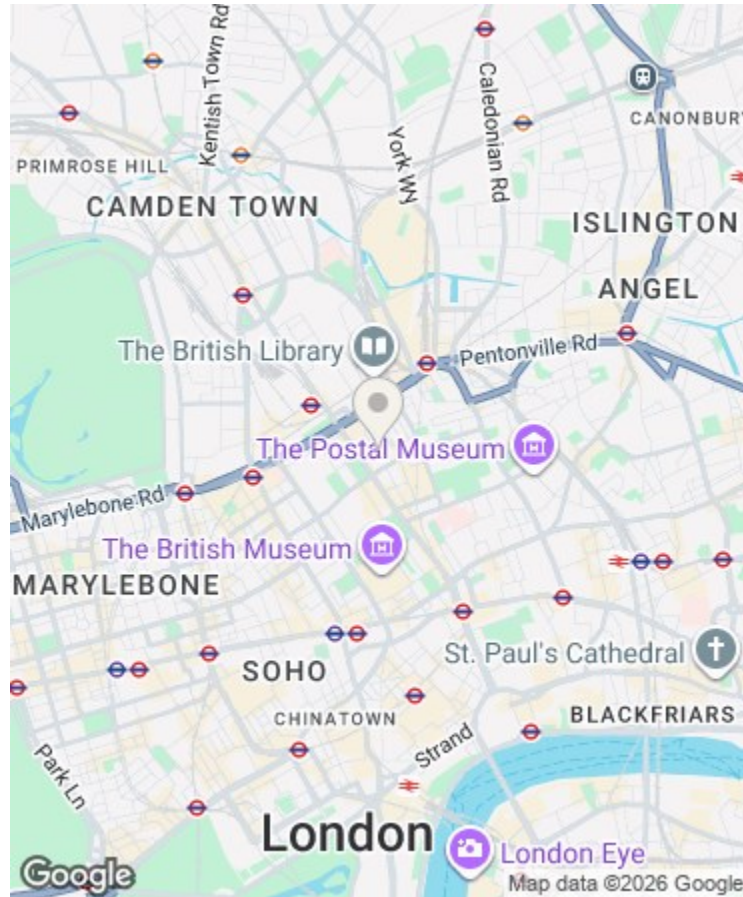 Kentish Town Rd
York Wy
Caledonian Rd
CANONBURY
PRIMROSE HILL
CAMDEN TOWN
ISLINGTON
ANGEL
The British Library
Pentonville Rd
The Postal Museum
Marylebone Rd
The British Museum
MARYLEBONE
St. Paul's Cathedral
SOHO
CHINATOWN
BLACKFRIARS
Strand
Park Ln
London
London Eye
Google
Map data ©2026 Google